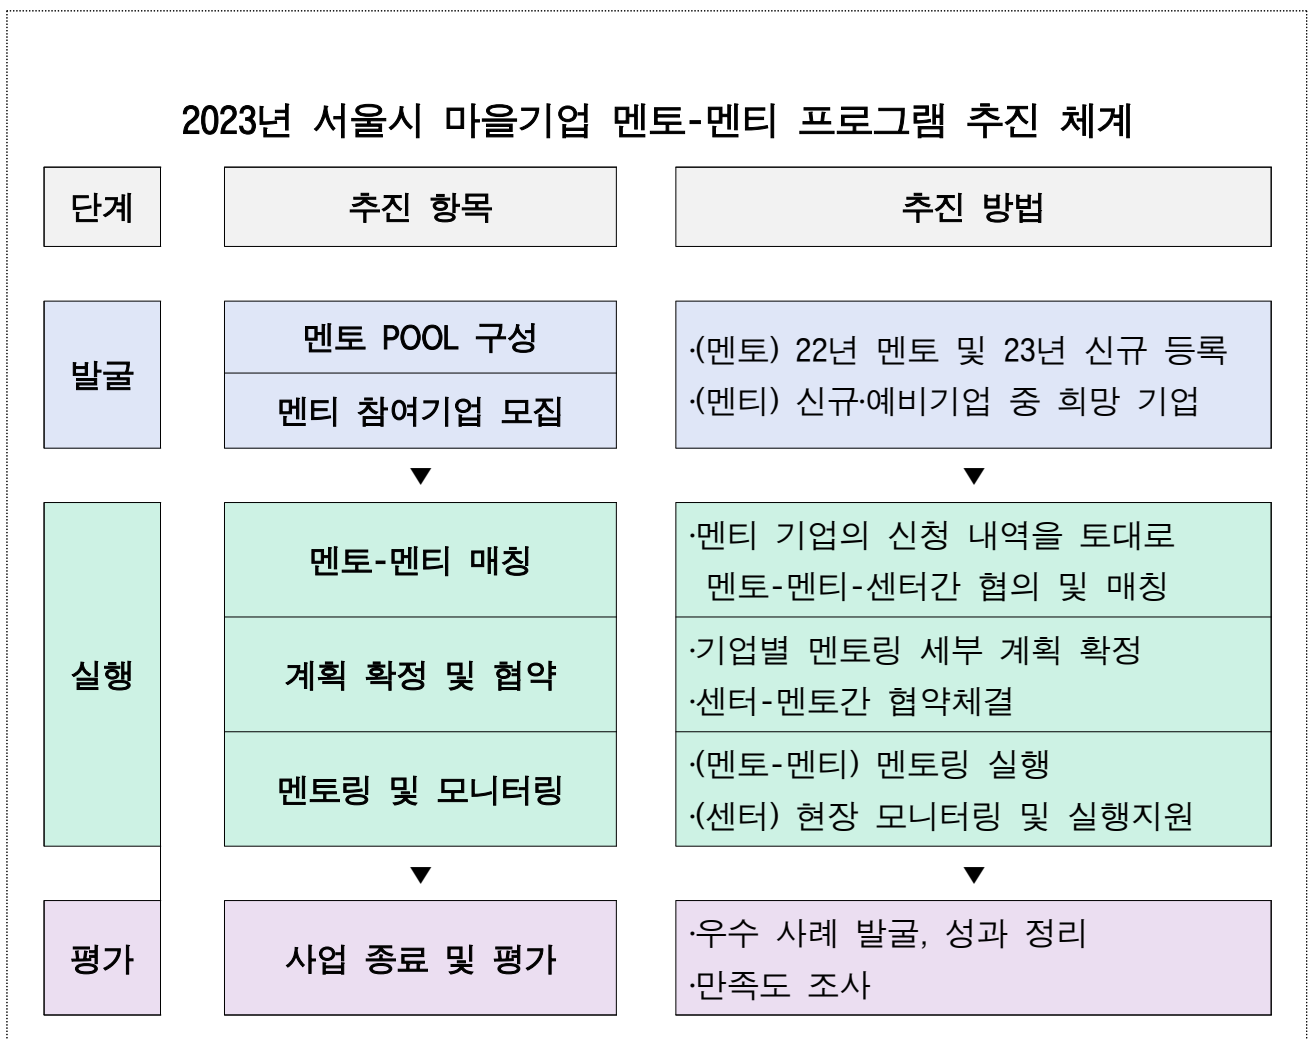 2023년 서울시 마을기업 멘토-멘티 프로그램 추진 체계
단계
추진 항목
추진 방법
발굴
멘토 POOL 구성
멘티 참여기업 모집
·(멘토) 22년 멘토 및 23년 신규 등록
·(멘티) 신규·예비기업 중 희망 기업
▼
▼
실행
멘토-멘티 매칭
·멘티 기업의 신청 내역을 토대로
멘토-멘티-센터간 협의 및 매칭
계획 확정 및 협약
·기업별 멘토링 세부 계획 확정
·센터-멘토간 협약체결
멘토링 및 모니터링
·(멘토-멘티) 멘토링 실행
·(센터) 현장 모니터링 및 실행지원
▼
▼
평가
사업 종료 및 평가
·우수 사례 발굴, 성과 정리
·만족도 조사